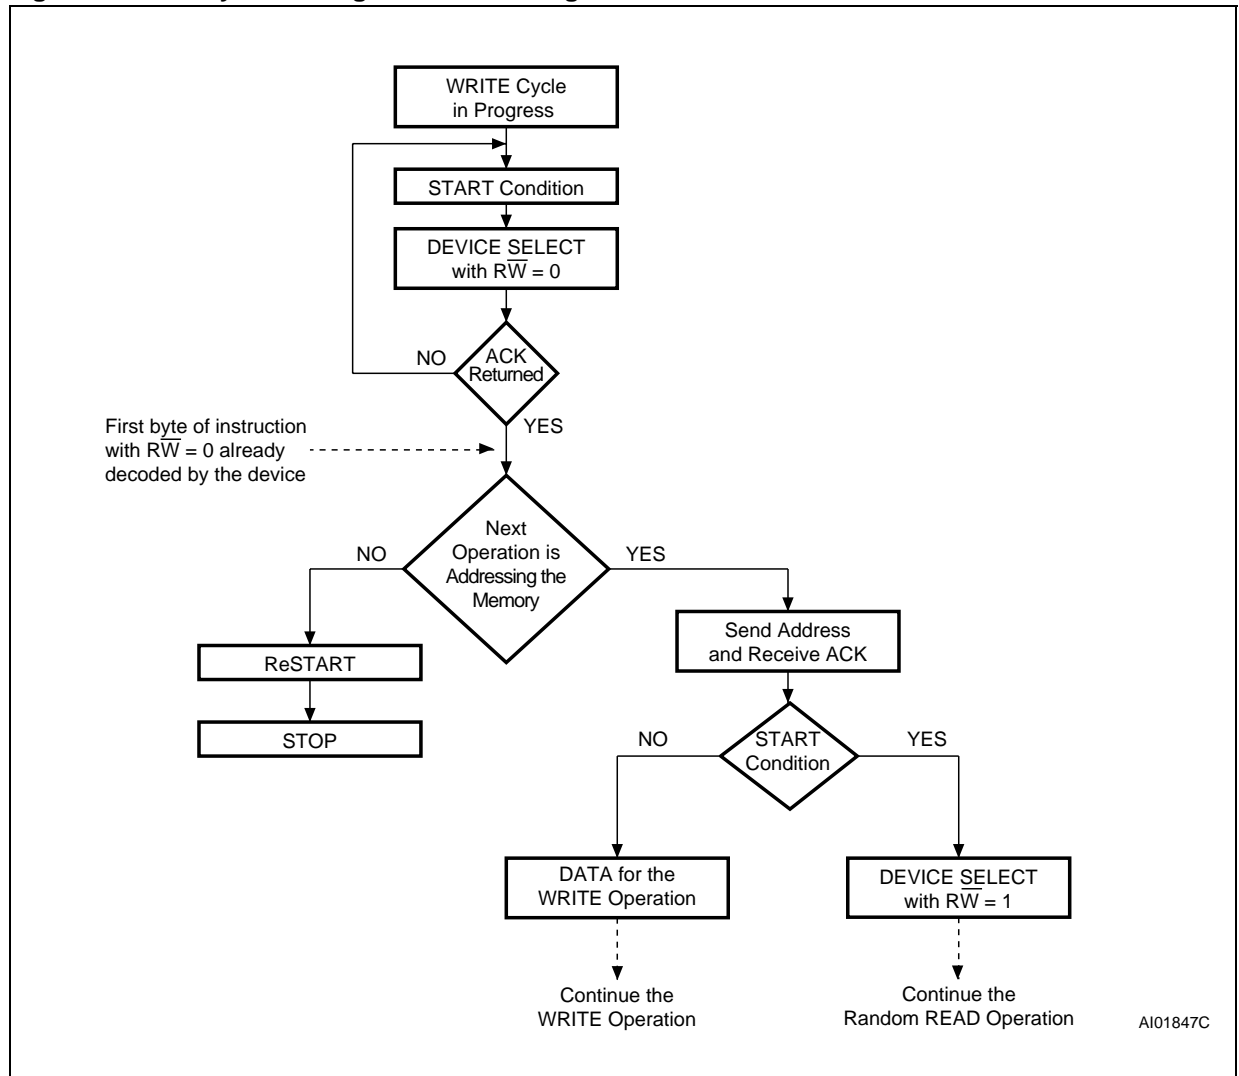 WRITE Cycle
in Progress
START Condition
DEVICE SELECT
with RW̅ = 0
NO
ACK
Returned
YES
First byte of instruction
with RW̅ = 0 already
decoded by the device
Next
Operation is
Addressing the
Memory
NO
YES
Send Address
and Receive ACK
ReSTART
STOP
START
Condition
NO
YES
DATA for the
WRITE Operation
DEVICE SELECT
with RW̅ = 1
Continue the
WRITE Operation
Continue the
Random READ Operation
AI01847C